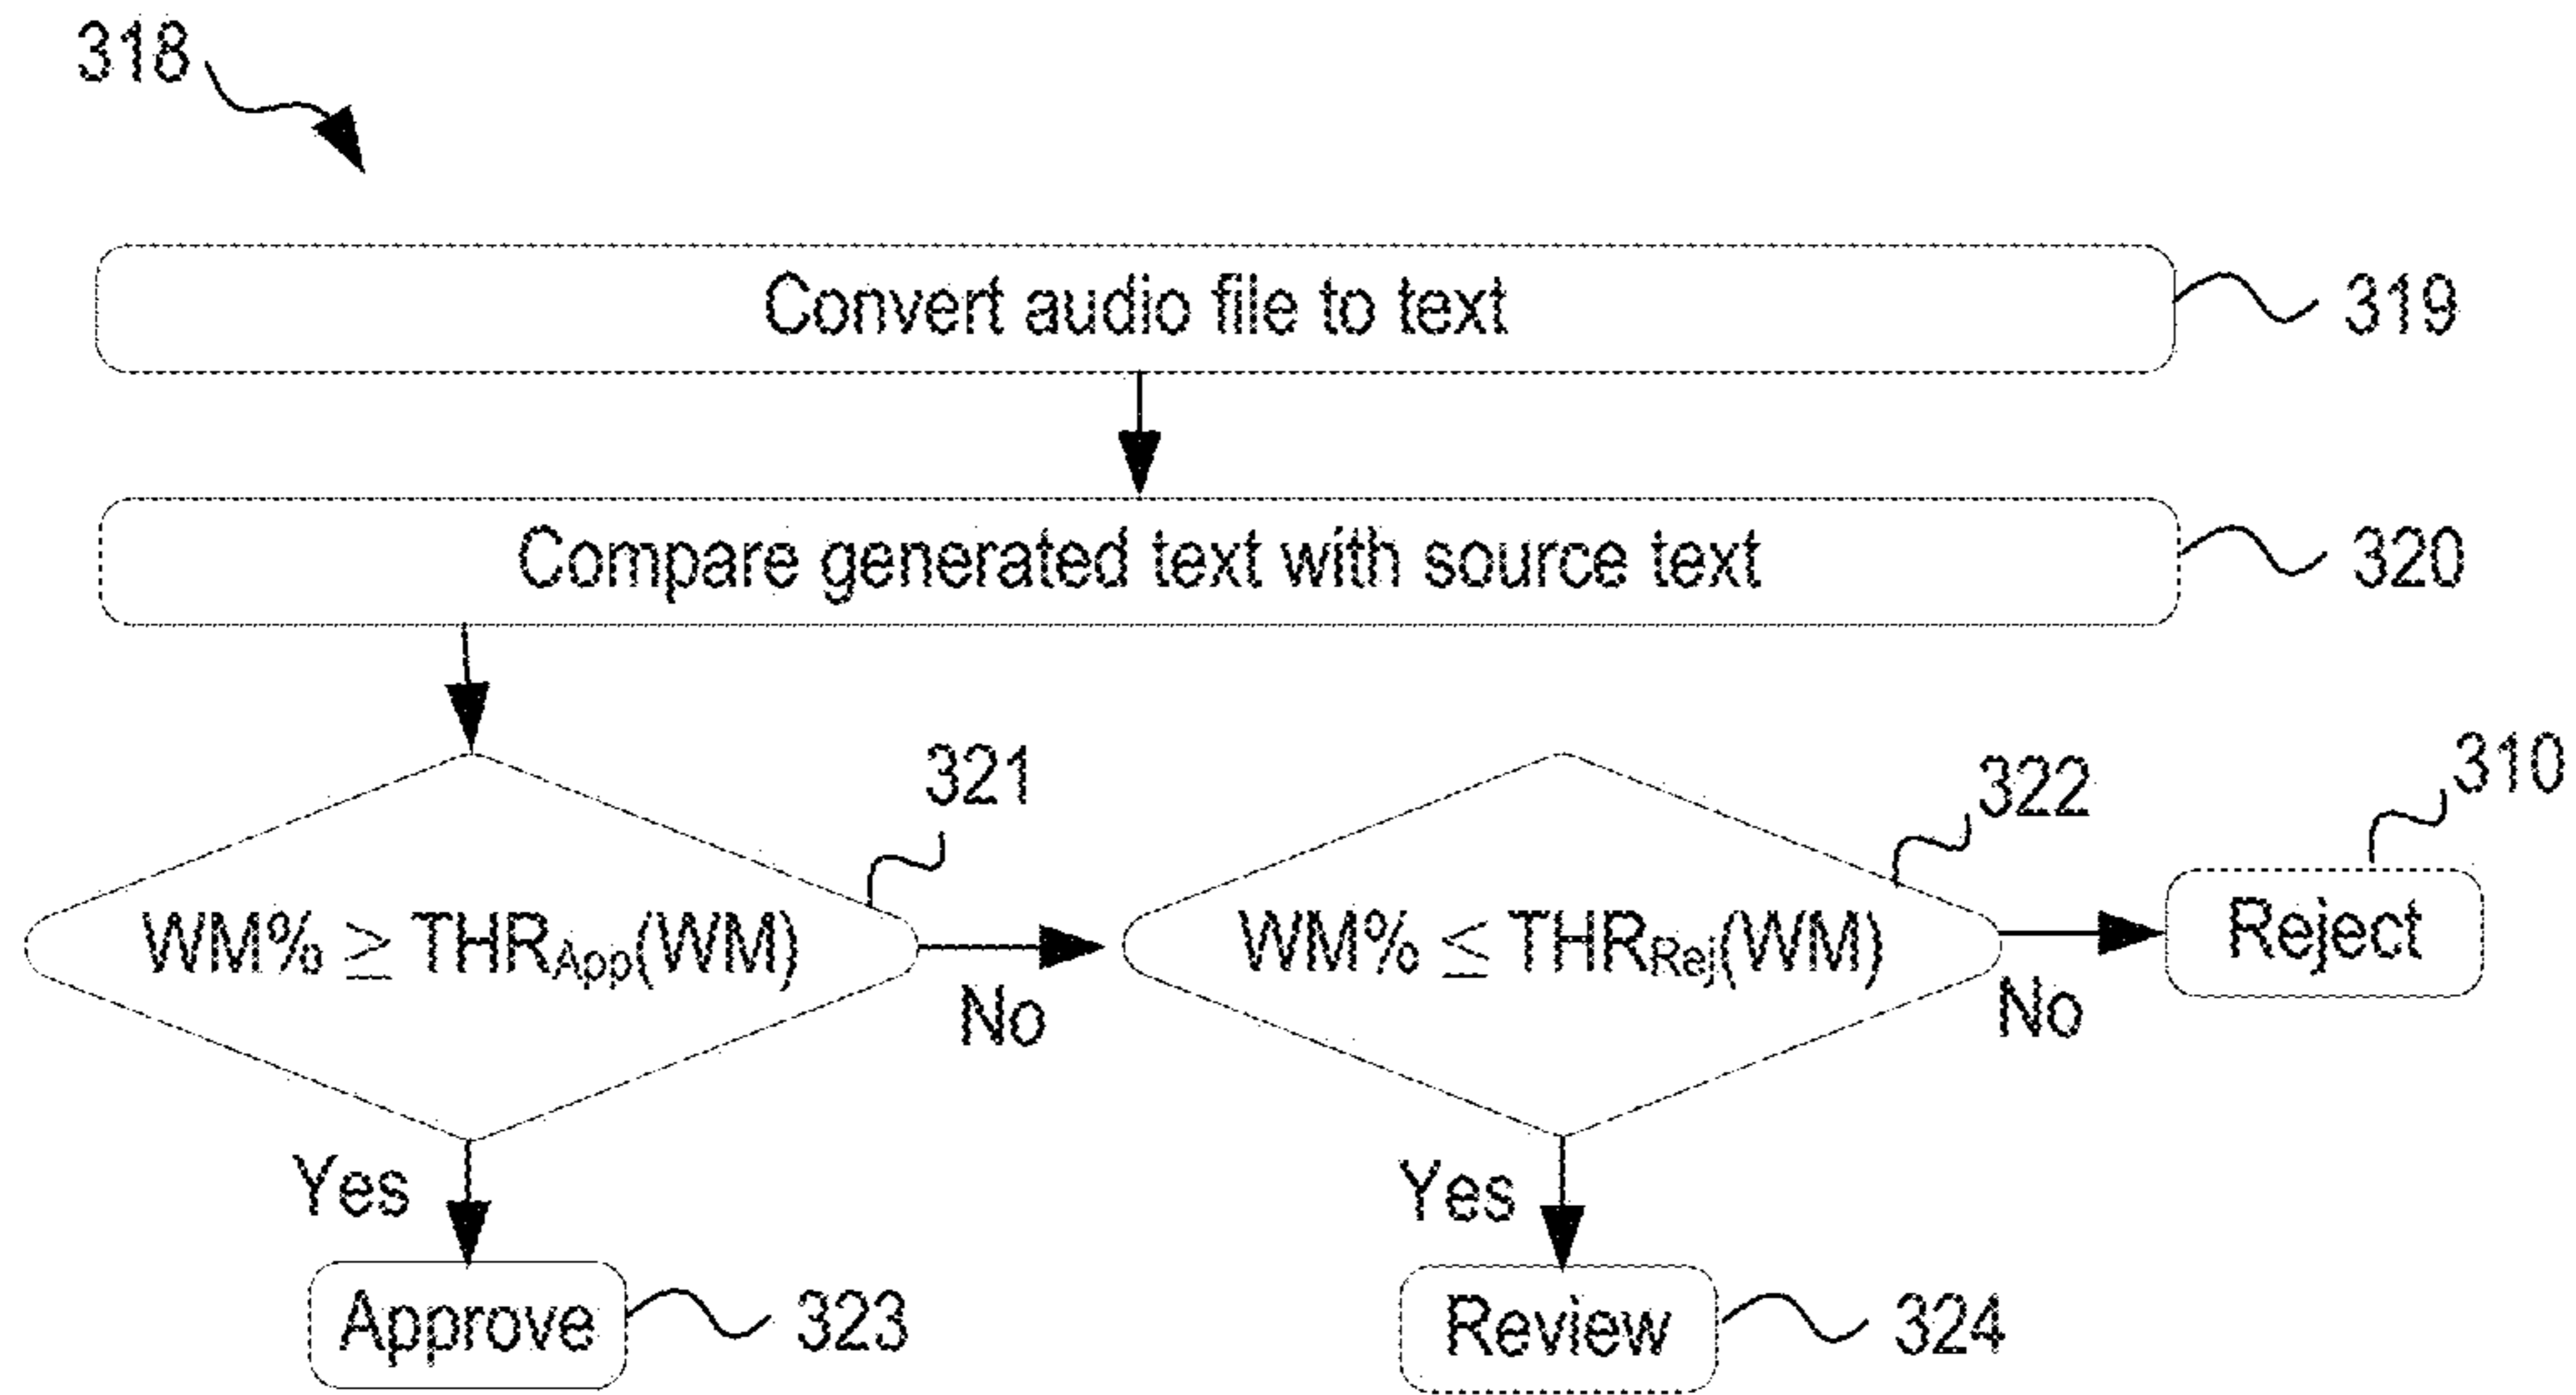 318
Convert audio file to text
319
Compare generated text with source text
320
321
322
310
WM% ≥ THRApp(WM)
No
WM% ≤ THRRej(WM)
No
Reject
Yes
Yes
Approve
323
Review
324